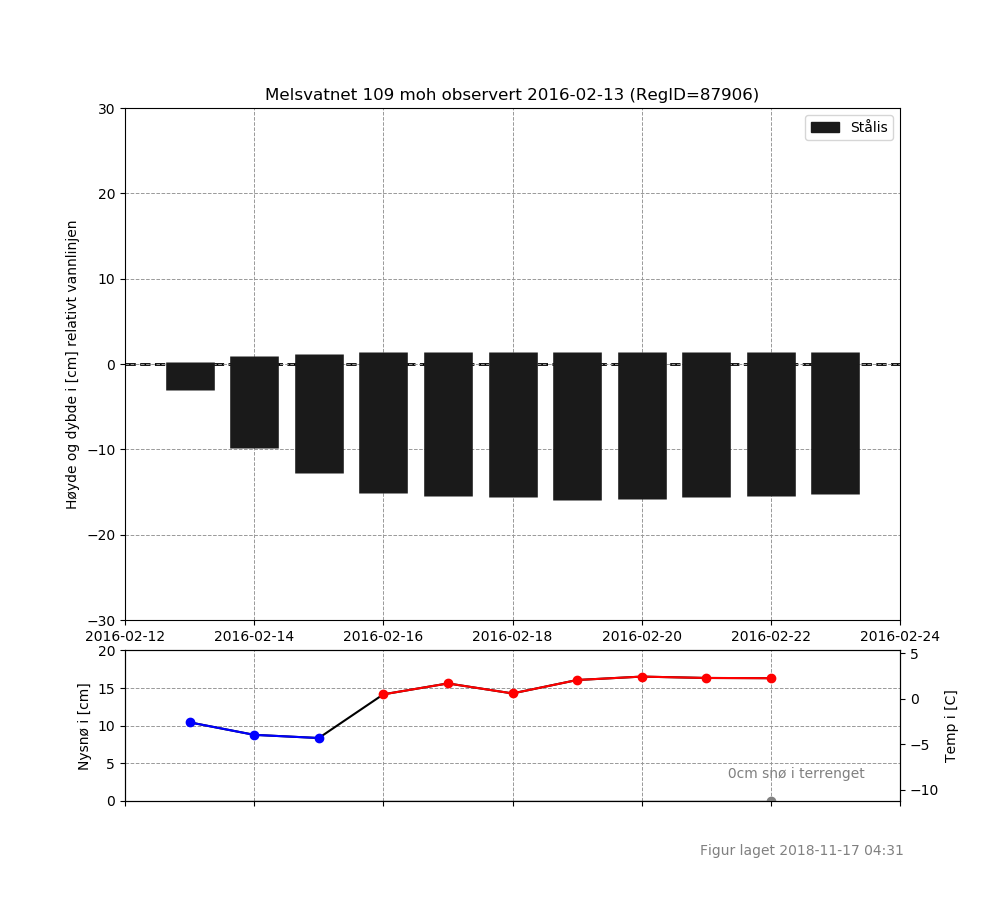 Melsvatnet 109 moh observert 2016-02-13 (RegID=87906)
Stålis
Høyde og dybde i [cm] relativt vannlinjen
30
20
10
0
−10
−20
−30
2016-02-12 2016-02-14 2016-02-16 2016-02-18 2016-02-20 2016-02-22 2016-02-24
Nysnø i [cm]
20
15
10
5
0
5
0
−5
−10
Temp i [C]
0cm snø i terrenget
Figur laget 2018-11-17 04:31